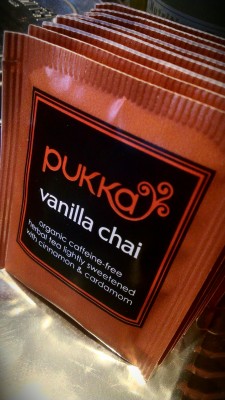 pukka
vanilla chai
organic caffeine-free
herbal tea lightly sweetened
with cinnamon & cardamom